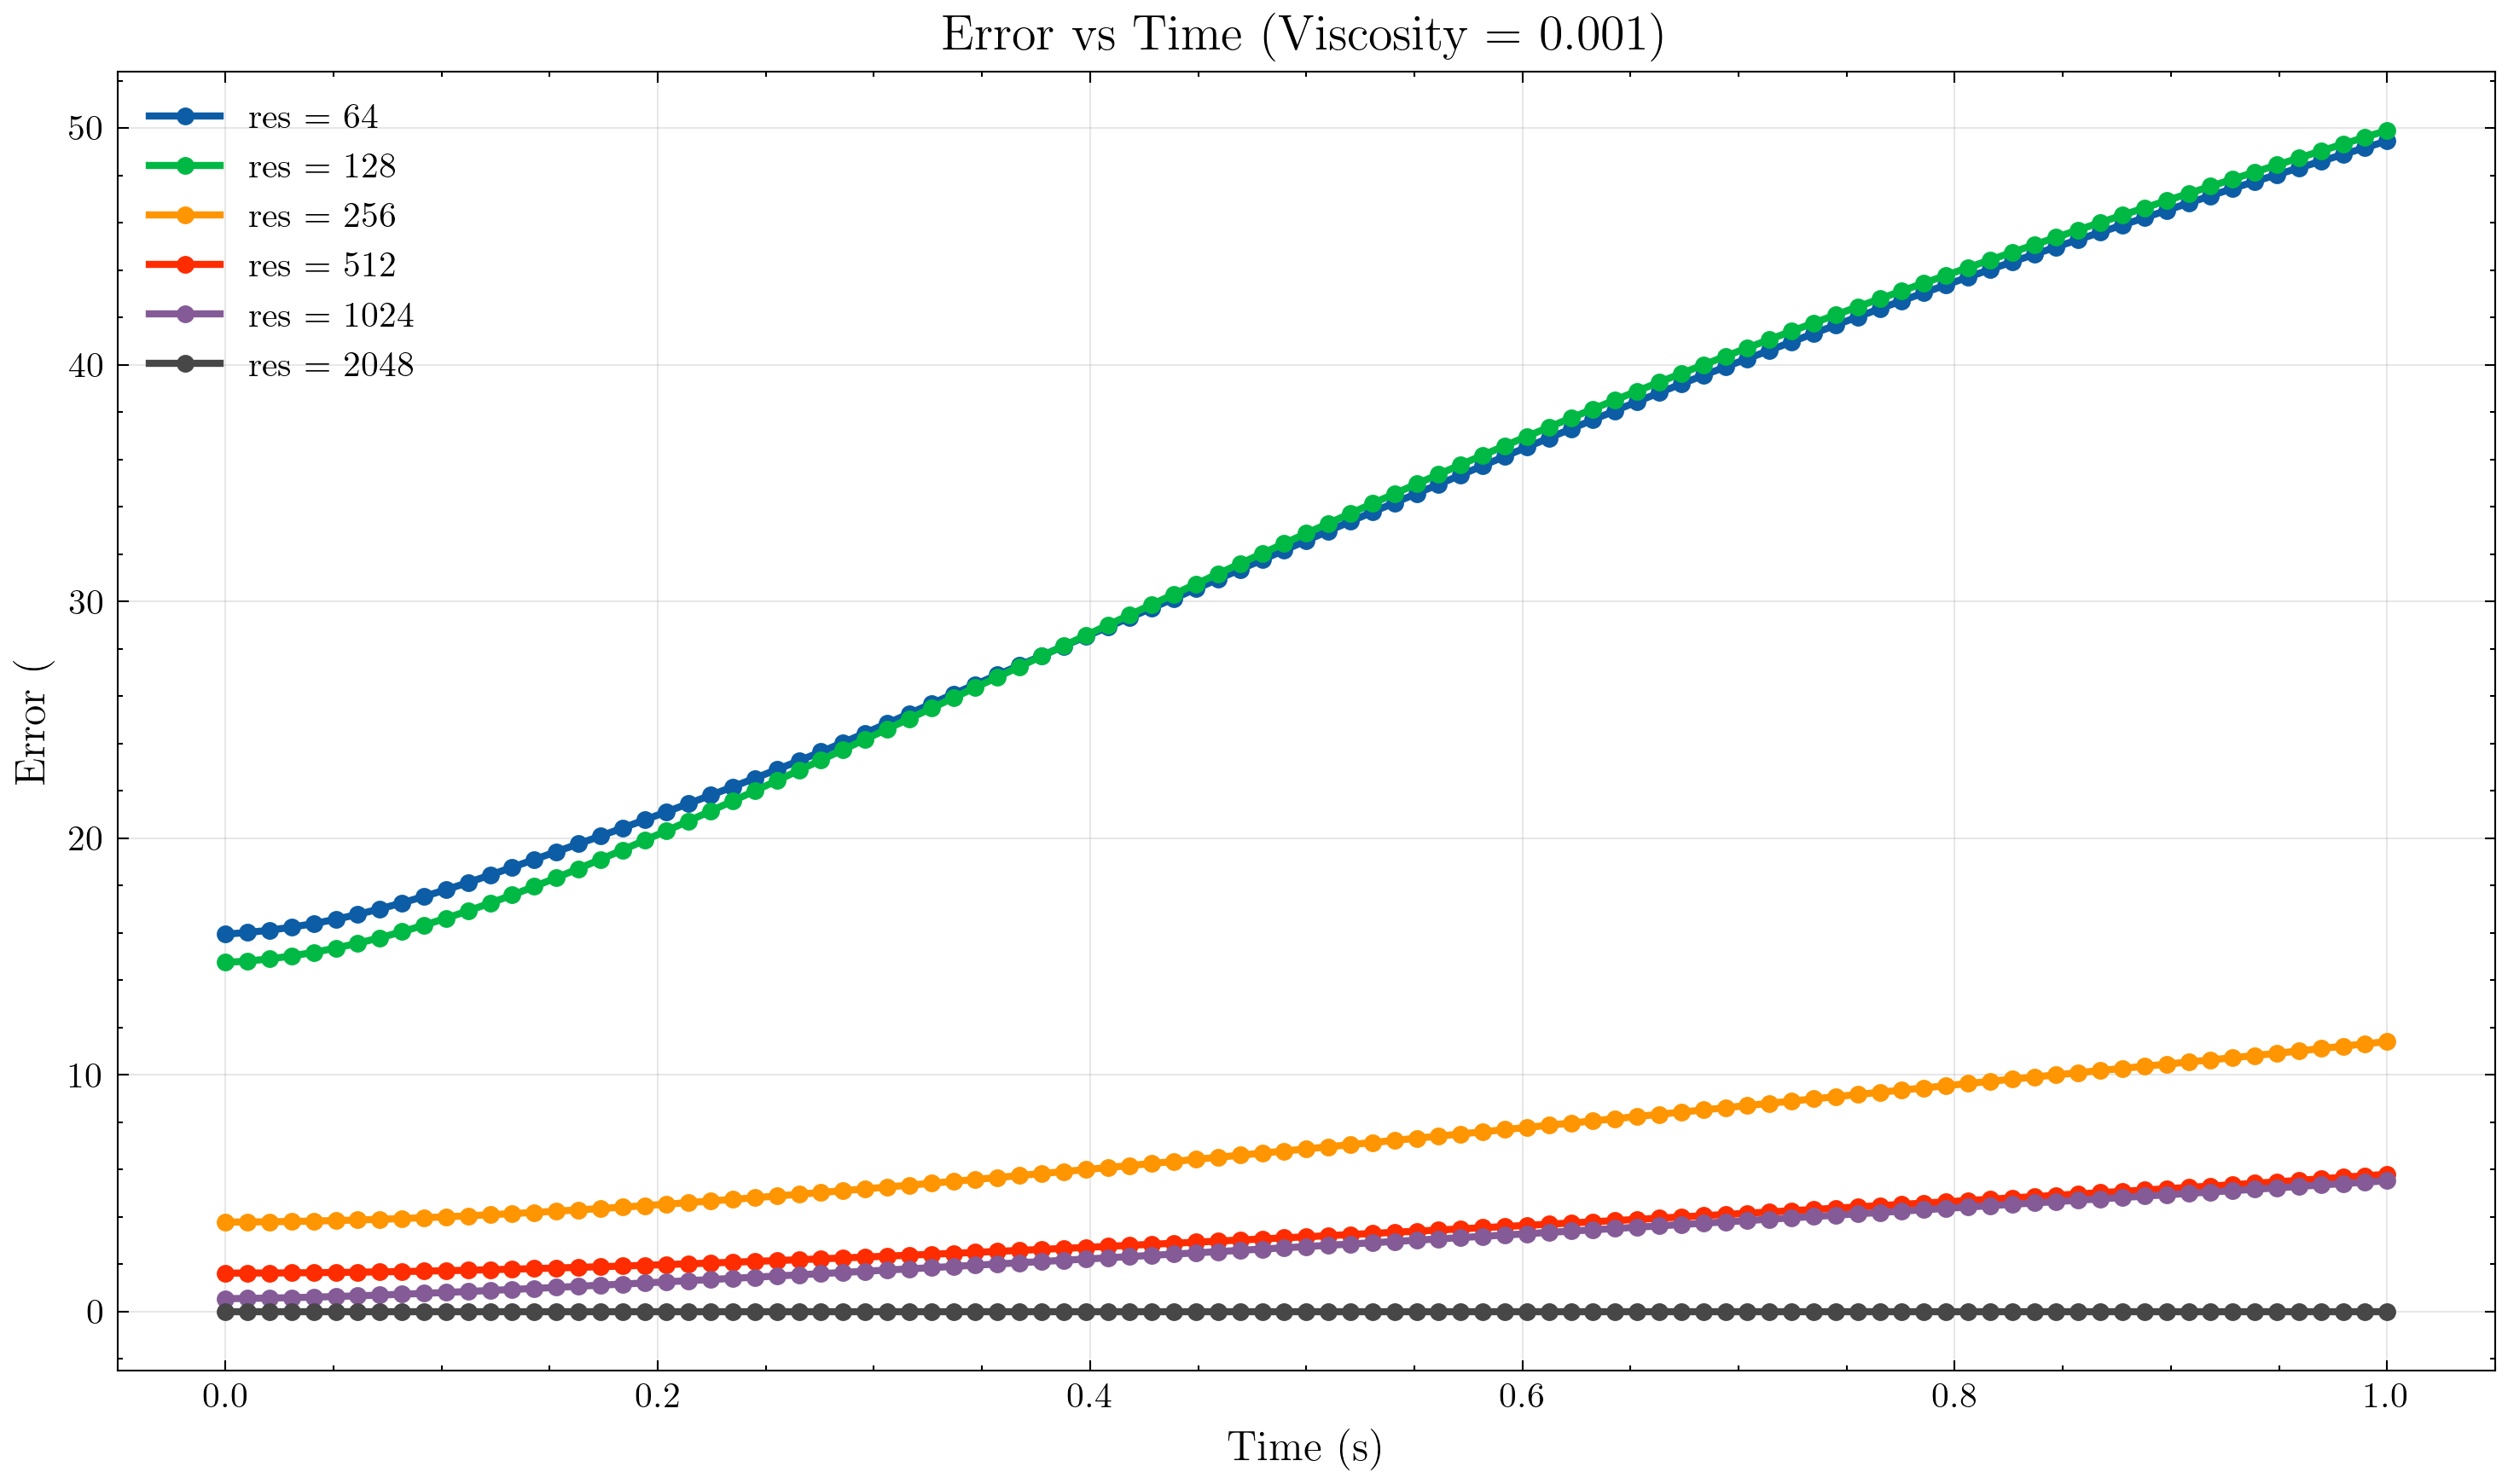 Error vs Time (Viscosity = 0.001)
res = 64
res = 128
res = 256
res = 512
res = 1024
res = 2048
50
40
30
20
10
0
Error (
0.0 0.2 0.4 0.6 0.8 1.0
Time (s)